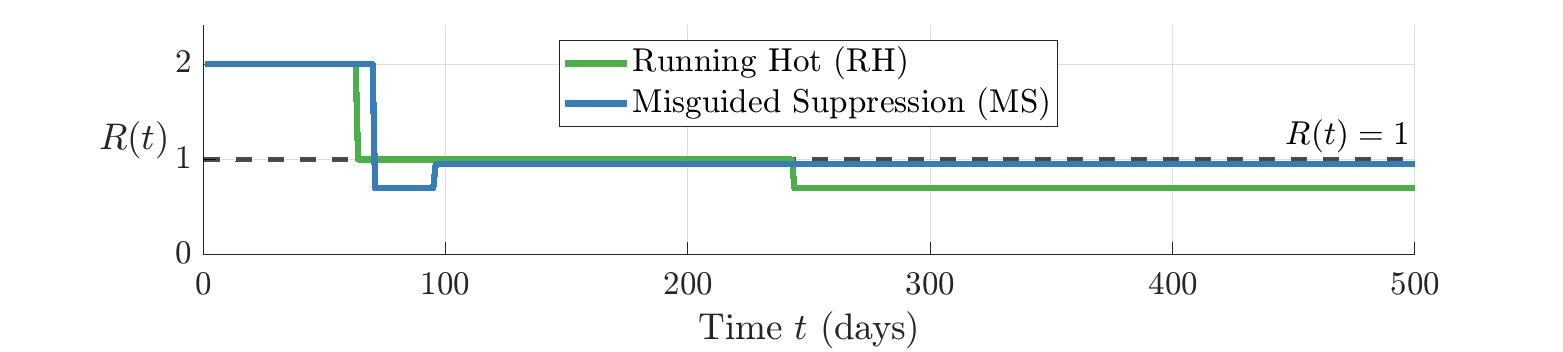 2
Running Hot (RH)
Misguided Suppression (MS)
R(t)
1
R(t) = 1
0
0 100 200 300 400 500
Time t (days)